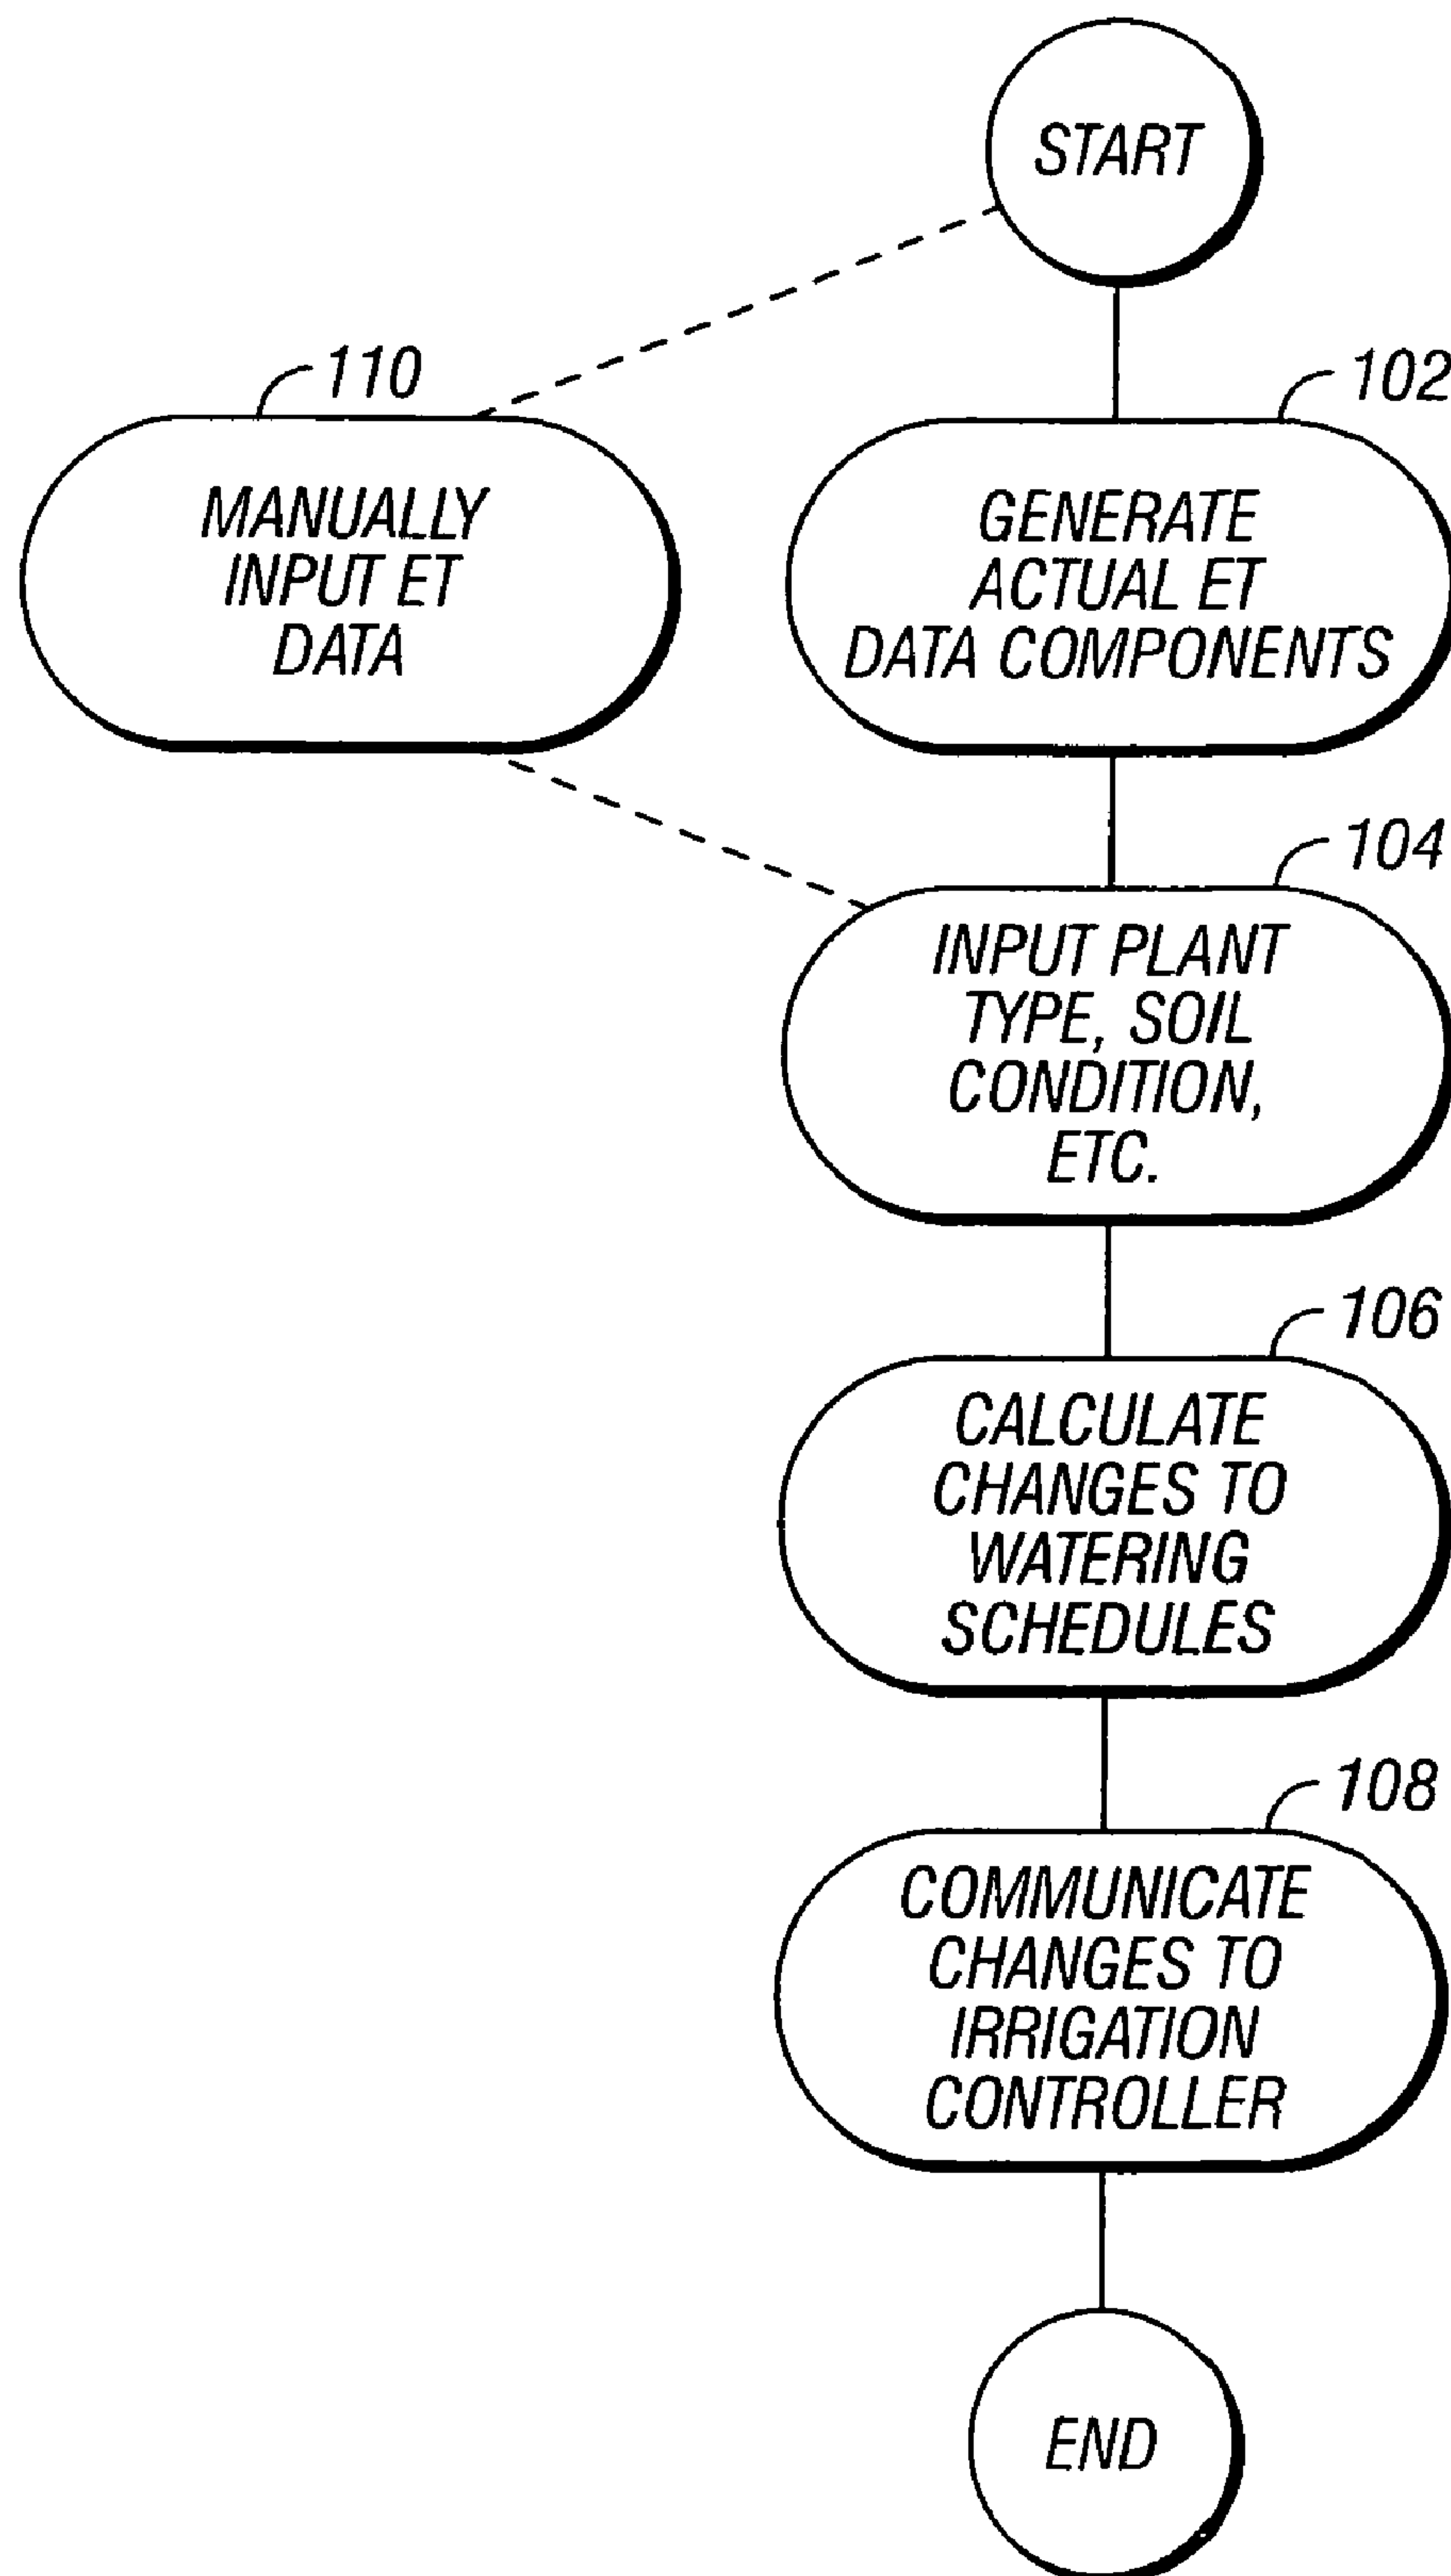 START
110
MANUALLY
INPUT ET
DATA
102
GENERATE
ACTUAL ET
DATA COMPONENTS
104
INPUT PLANT
TYPE, SOIL
CONDITION,
ETC.
106
CALCULATE
CHANGES TO
WATERING
SCHEDULES
108
COMMUNICATE
CHANGES TO
IRRIGATION
CONTROLLER
END